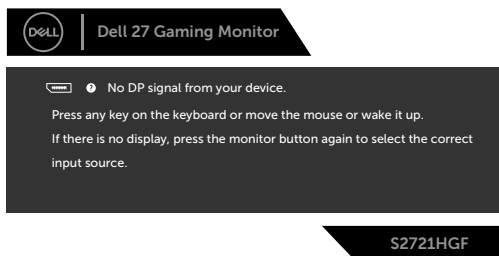 DELL
Dell 27 Gaming Monitor
? No DP signal from your device.
Press any key on the keyboard or move the mouse or wake it up.
If there is no display, press the monitor button again to select the correct
input source.
S2721HGF